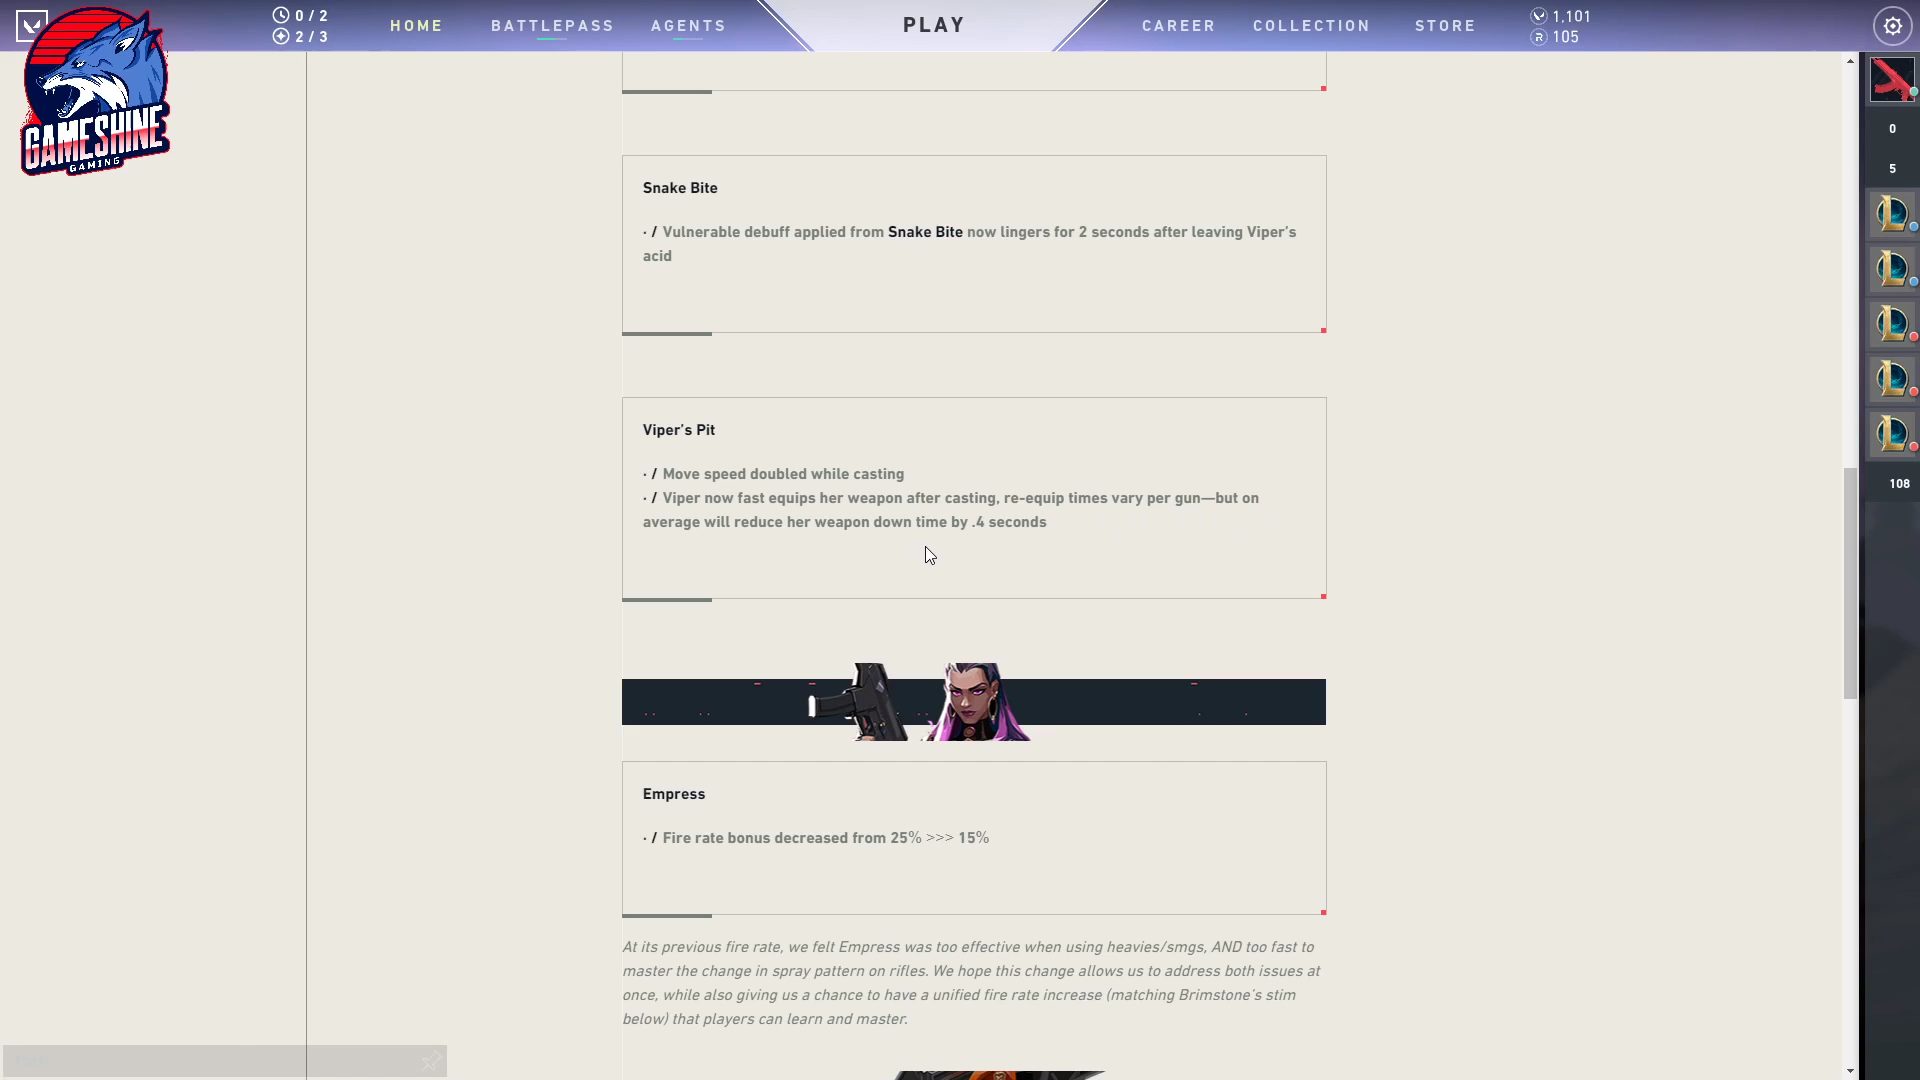 0 / 2
2 / 3
HOME
BATTLEPASS
AGENTS
PLAY
CAREER
COLLECTION
STORE
1,101
105
GAMESHINE
GAMING
0
5
108
Snake Bite
· / Vulnerable debuff applied from Snake Bite now lingers for 2 seconds after leaving Viper’s
acid
Viper’s Pit
· / Move speed doubled while casting
· / Viper now fast equips her weapon after casting, re-equip times vary per gun—but on
average will reduce her weapon down time by .4 seconds
Empress
· / Fire rate bonus decreased from 25% >>> 15%
At its previous fire rate, we felt Empress was too effective when using heavies/smgs, AND too fast to
master the change in spray pattern on rifles. We hope this change allows us to address both issues at
once, while also giving us a chance to have a unified fire rate increase (matching Brimstone’s stim
below) that players can learn and master.